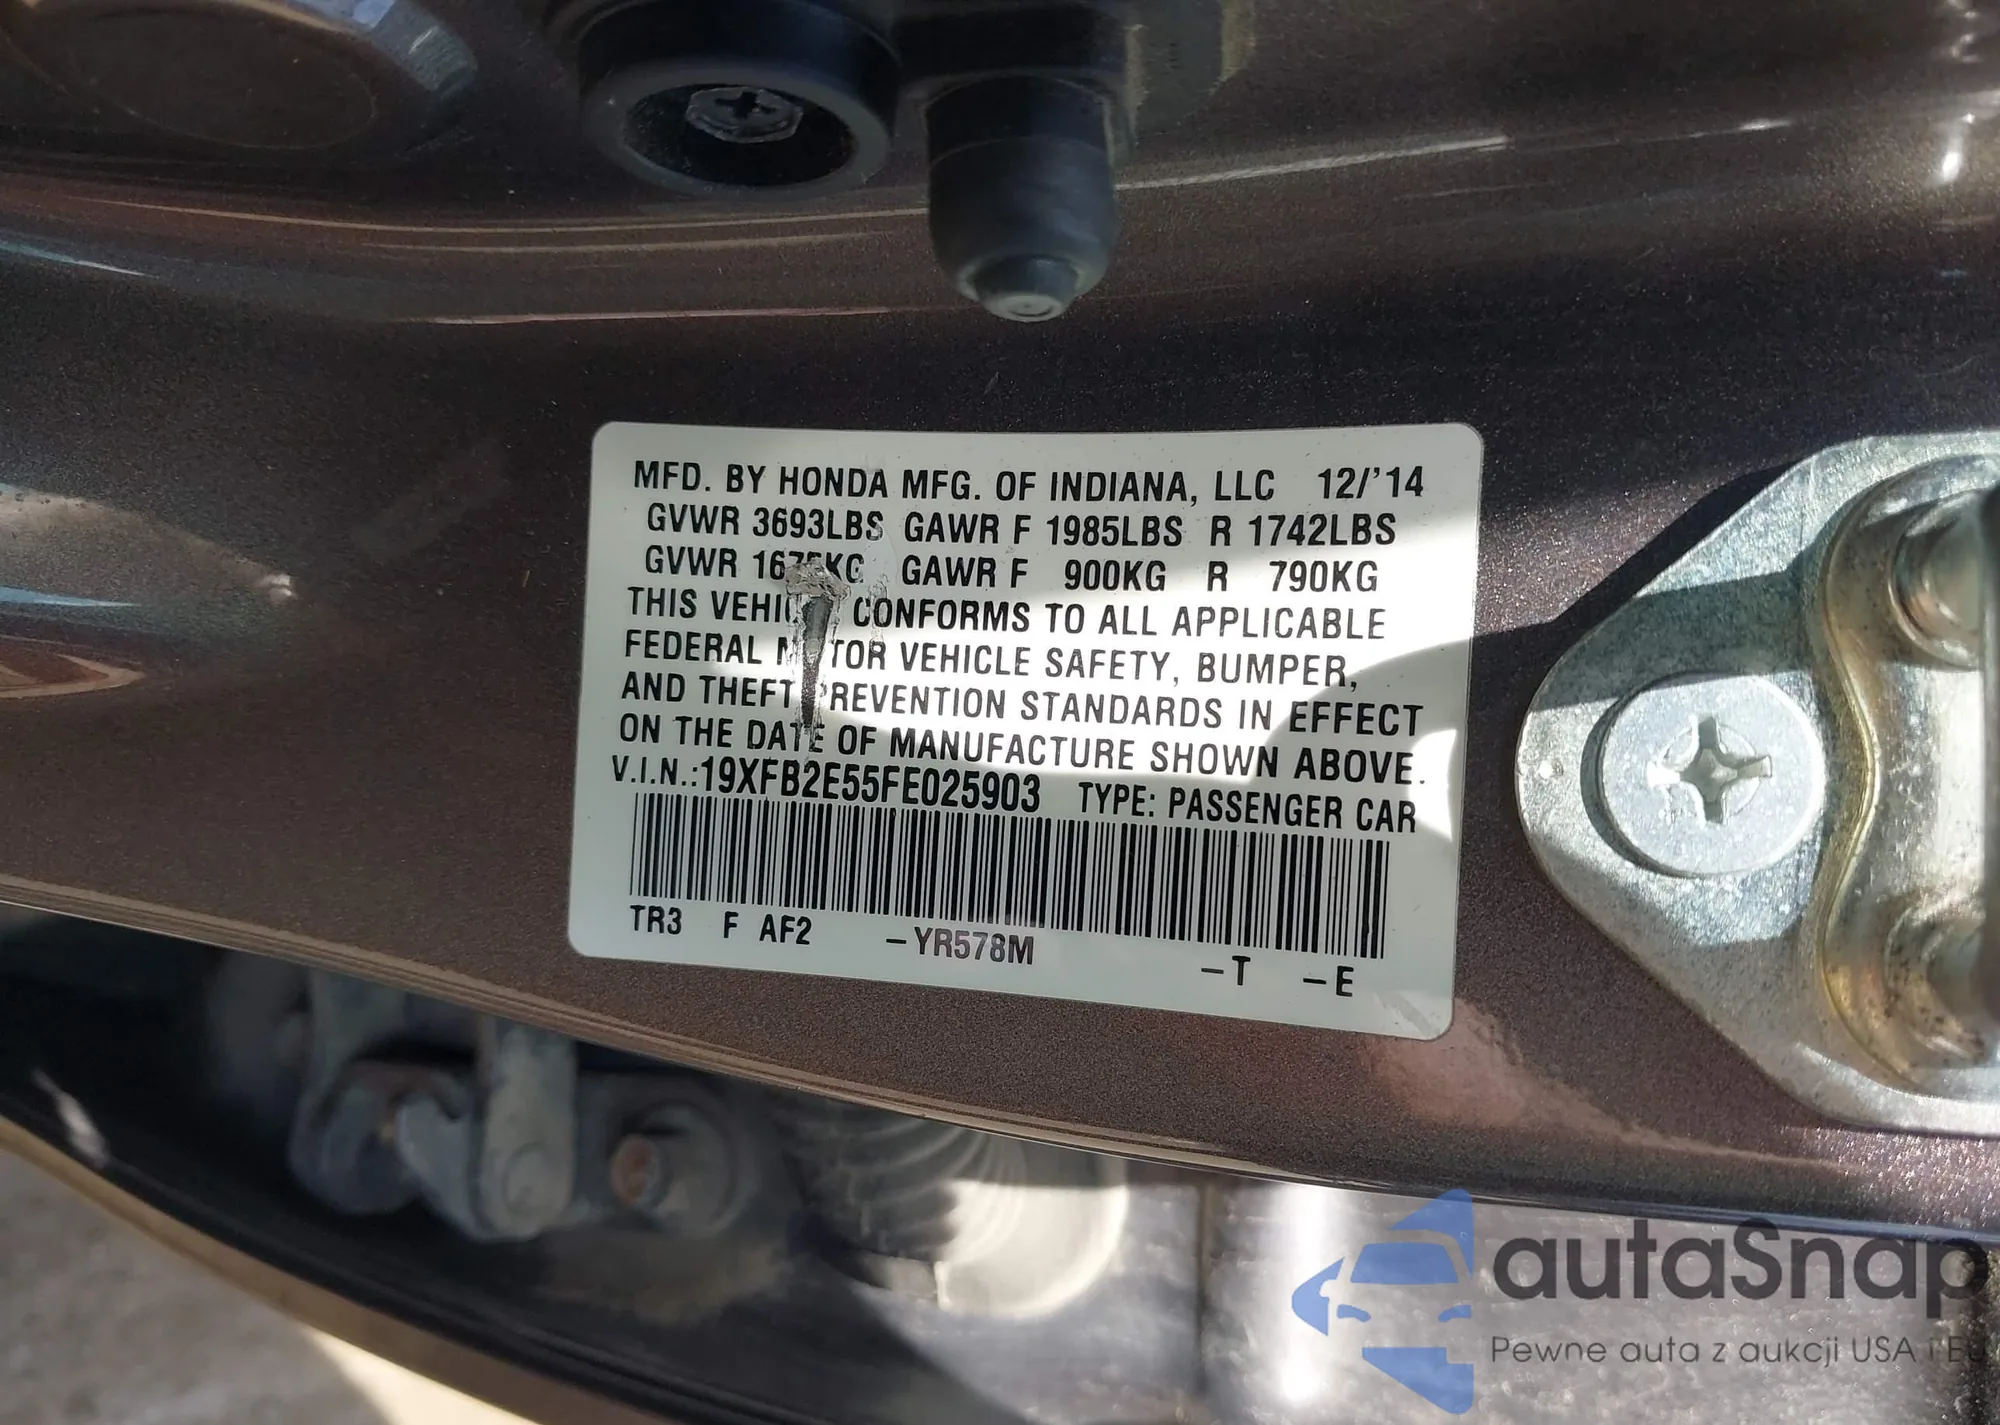 MFD. BY HONDA MFG. OF INDIANA, LLC 12/'14
GVWR 3693LBS GAWR F 1985LBS R 1742LBS
GVWR GAWR F 900KG R 790KG
THIS CONFORMS TO ALL APPLICABLE
FEDERAL VEHICLE SAFETY, BUMPER,
AND THEFT PREVENTION STANDARDS IN EFFECT
ON THE DATE OF MANUFACTURE SHOWN ABOVE.
V.I.N.:19XFB2E55FE025903 TYPE: PASSENGER CAR
TR3 F AF2 -YR578M -T -E
autaSnap
Pewne auta z aukcji USA i EU